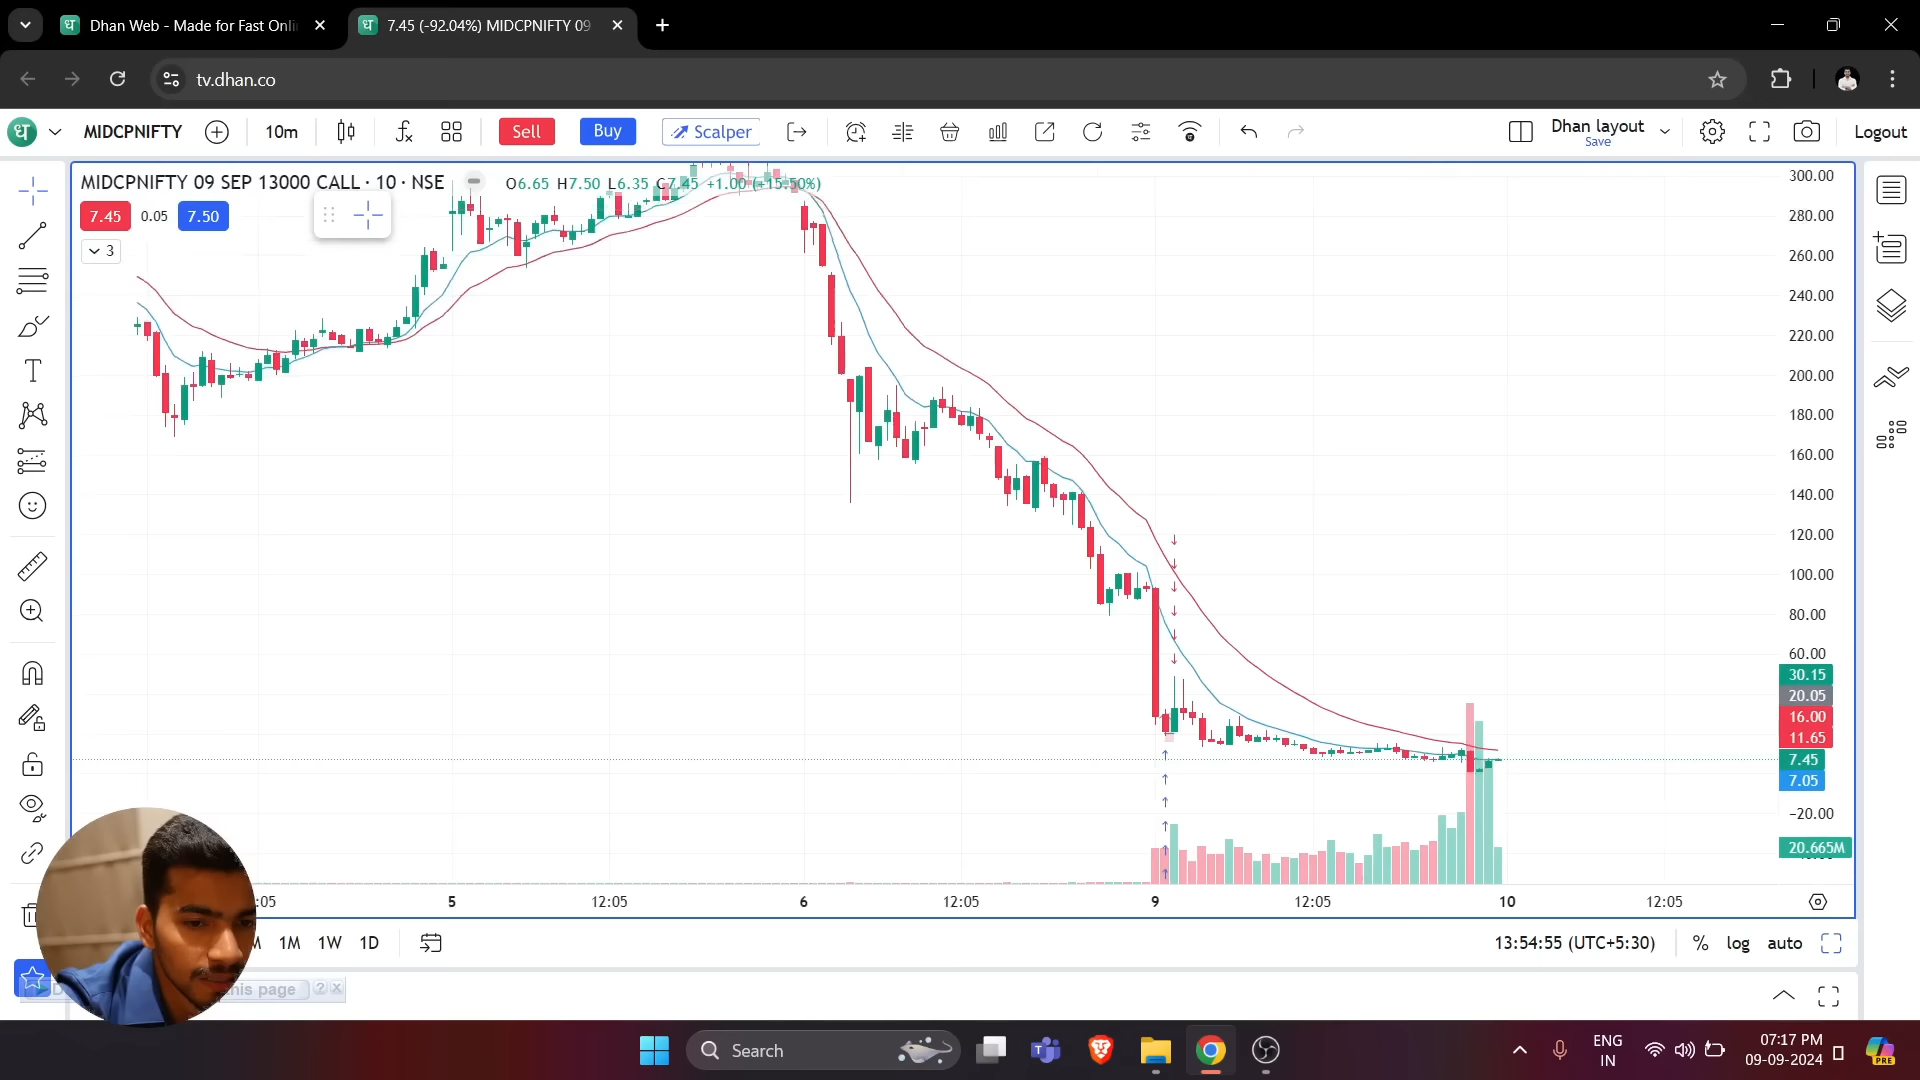 Dhan Web - Made for Fast Onli
7.45 (-92.04%) MIDCPNIFTY 09
tv.dhan.co
ध MIDCPNIFTY 10m Sell Buy Scalper Dhan layout Save Logout
MIDCPNIFTY 09 SEP 13000 CALL · 10 · NSE O6.65 H7.50 L6.35 C7.45 +1.00 (+15.50%)
7.45 0.05 7.50
3
300.00
280.00
260.00
240.00
220.00
200.00
180.00
160.00
140.00
120.00
100.00
80.00
60.00
30.15
20.05
16.00
11.65
7.45
7.05
−20.00
20.665M
:05 5 12:05 6 12:05 9 12:05 10 12:05
1M 1W 1D 13:54:55 (UTC+5:30) % log auto
this page ?
Search ENG IN 07:17 PM 09-09-2024 PRE